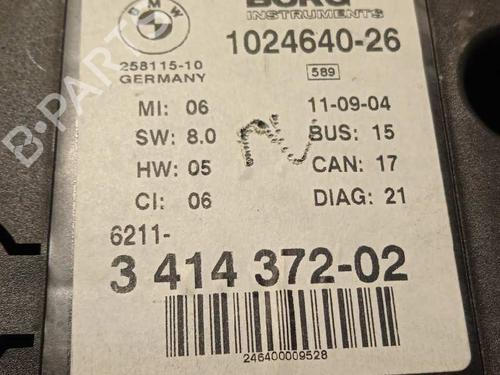 BMW
BORG
INSTRUMENTS
258115-10
GERMANY
1024640-26
589
MI: 06
11-09-04
SW: 8.0
BUS: 15
HW: 05
CAN: 17
CI: 06
DIAG: 21
6211-
3 414 372-02
246400009528
B-PARTS